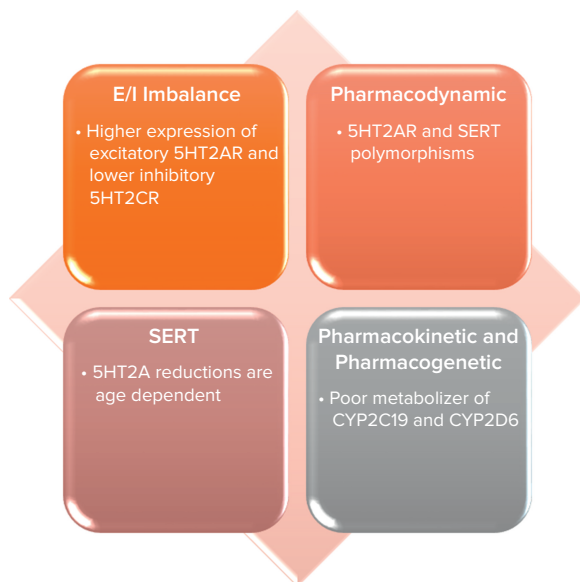 E/I Imbalance
• Higher expression of
excitatory 5HT2AR and
lower inhibitory
5HT2CR
Pharmacodynamic
• 5HT2AR and SERT
polymorphisms
SERT
• 5HT2A reductions are
age dependent
Pharmacokinetic and
Pharmacogenetic
• Poor metabolizer of
CYP2C19 and CYP2D6